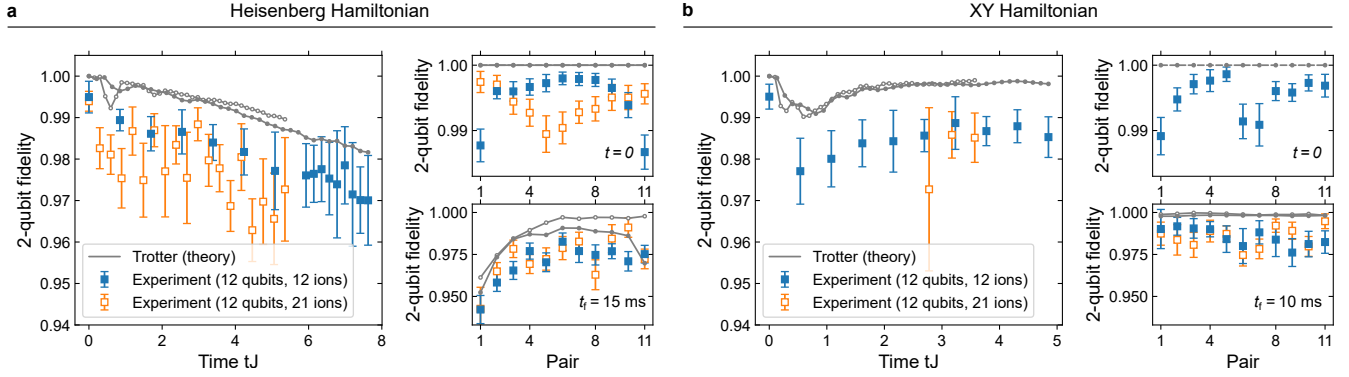 a
Heisenberg Hamiltonian
1.00
0.99
0.98
0.97
0.96
0.95
0.94
2-qubit fidelity
0
2
4
6
8
Time tJ
Trotter (theory)
Experiment (12 qubits, 12 ions)
Experiment (12 qubits, 21 ions)
1.00
0.99
2-qubit fidelity
t = 0
1
4
8
11
1.000
0.975
0.950
2-qubit fidelity
tf = 15 ms
1
4
8
11
Pair
b
XY Hamiltonian
1.00
0.99
0.98
0.97
0.96
0.95
0.94
2-qubit fidelity
0
1
2
3
4
5
Time tJ
Trotter (theory)
Experiment (12 qubits, 12 ions)
Experiment (12 qubits, 21 ions)
1.00
0.99
2-qubit fidelity
t = 0
1
4
8
11
1.000
0.975
0.950
2-qubit fidelity
tf = 10 ms
1
4
8
11
Pair